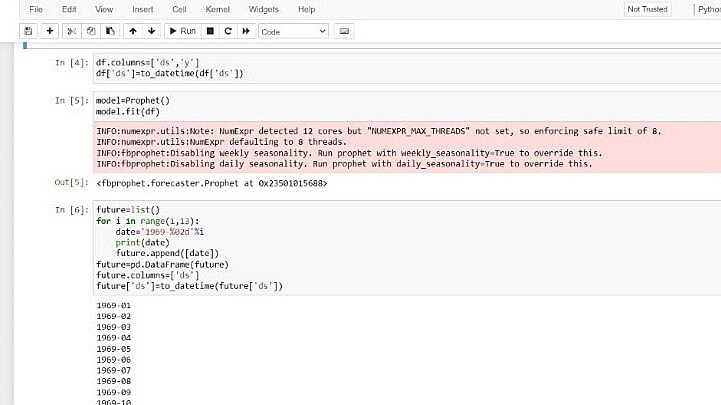 File Edit View Insert Cell Kernel Widgets Help Not Trusted Python
Run Code
In [4]: df.columns=['ds','y']
df['ds']=to_datetime(df['ds'])
In [5]: model=Prophet()
model.fit(df)
INFO:numexpr.utils:Note: NumExpr detected 12 cores but "NUMEXPR_MAX_THREADS" not set, so enforcing safe limit of 8.
INFO:numexpr.utils:NumExpr defaulting to 8 threads.
INFO:fbprophet:Disabling weekly seasonality. Run prophet with weekly_seasonality=True to override this.
INFO:fbprophet:Disabling daily seasonality. Run prophet with daily_seasonality=True to override this.
Out[5]: <fbprophet.forecaster.Prophet at 0x23501015688>
In [6]: future=list()
for i in range(1,13):
    date='1969-%02d'%i
    print(date)
    future.append([date])
future=pd.DataFrame(future)
future.columns=['ds']
future['ds']=to_datetime(future['ds'])
1969-01
1969-02
1969-03
1969-04
1969-05
1969-06
1969-07
1969-08
1969-09
1969-10